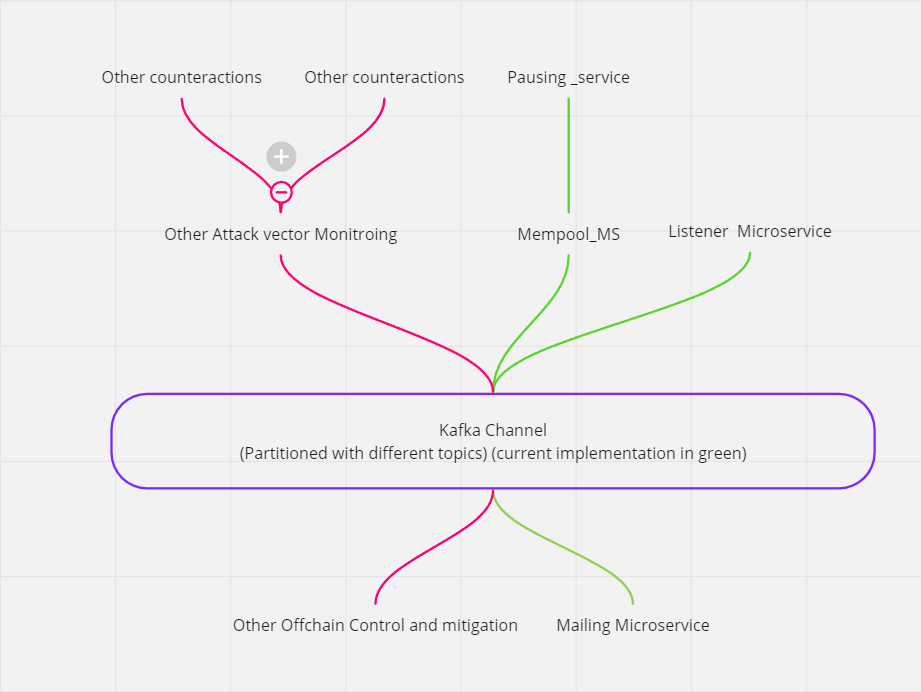 Other counteractions
Other counteractions
Pausing _service
Other Attack vector Monitroing
Mempool_MS
Listener  Microservice
Kafka Channel
(Partitioned with different topics) (current implementation in green)
Other Offchain Control and mitigation
Mailing Microservice